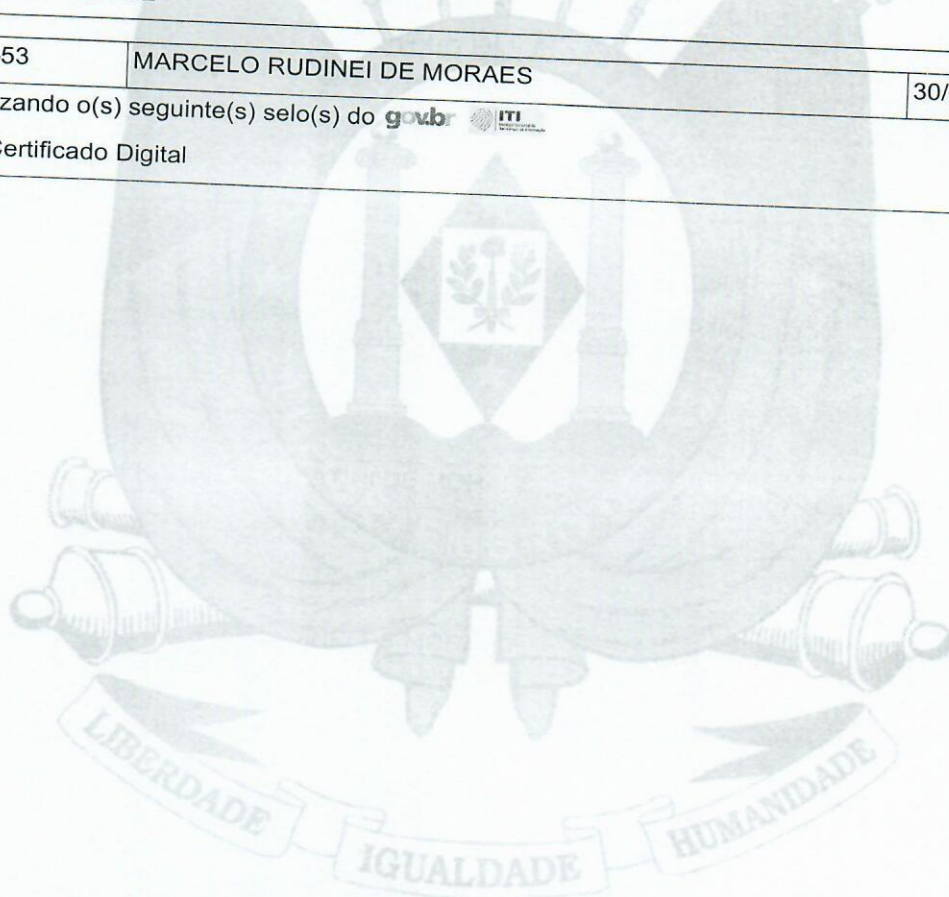 53 MARCELO RUDINEI DE MORAES 30/
zando o(s) seguinte(s) selo(s) do gov.br ITI
Certificado Digital
LIBERDADE IGUALDADE HUMANIDADE